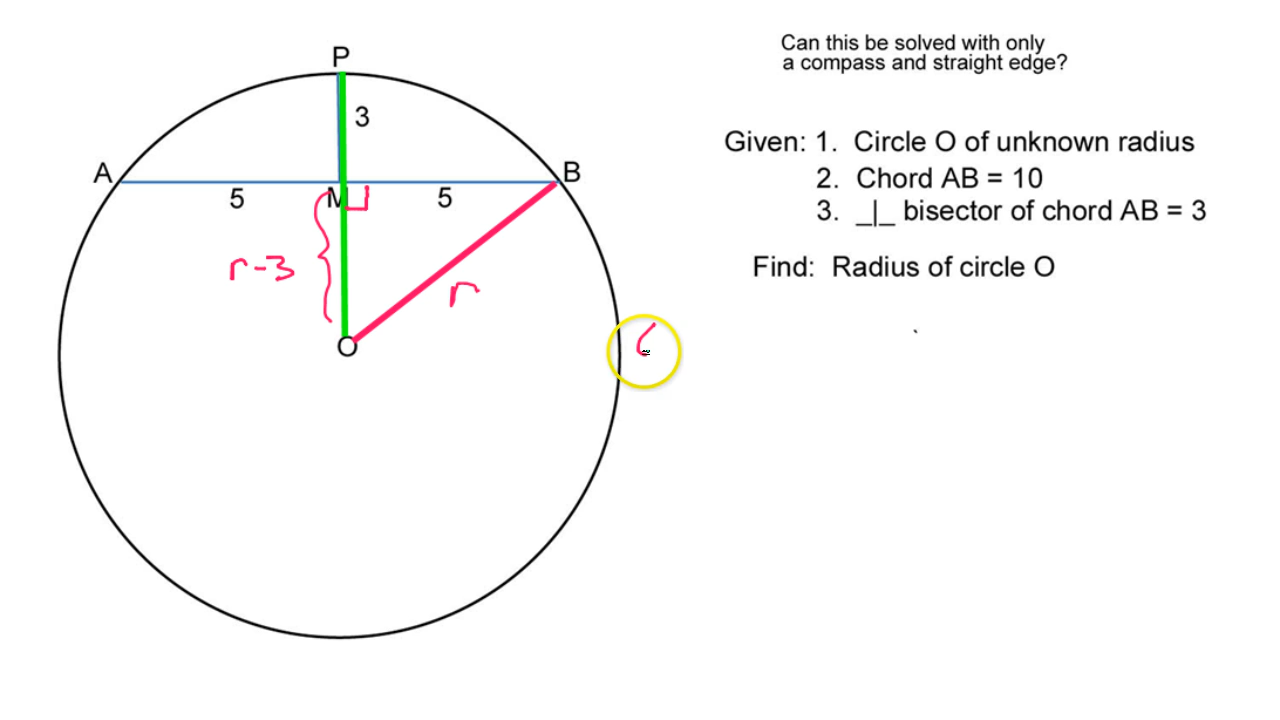 Can this be solved with only
a compass and straight edge?
P
3
A
B
5
M
5
r-3
r
O
(
Given: 1. Circle O of unknown radius
2. Chord AB = 10
3. _|_ bisector of chord AB = 3
Find: Radius of circle O